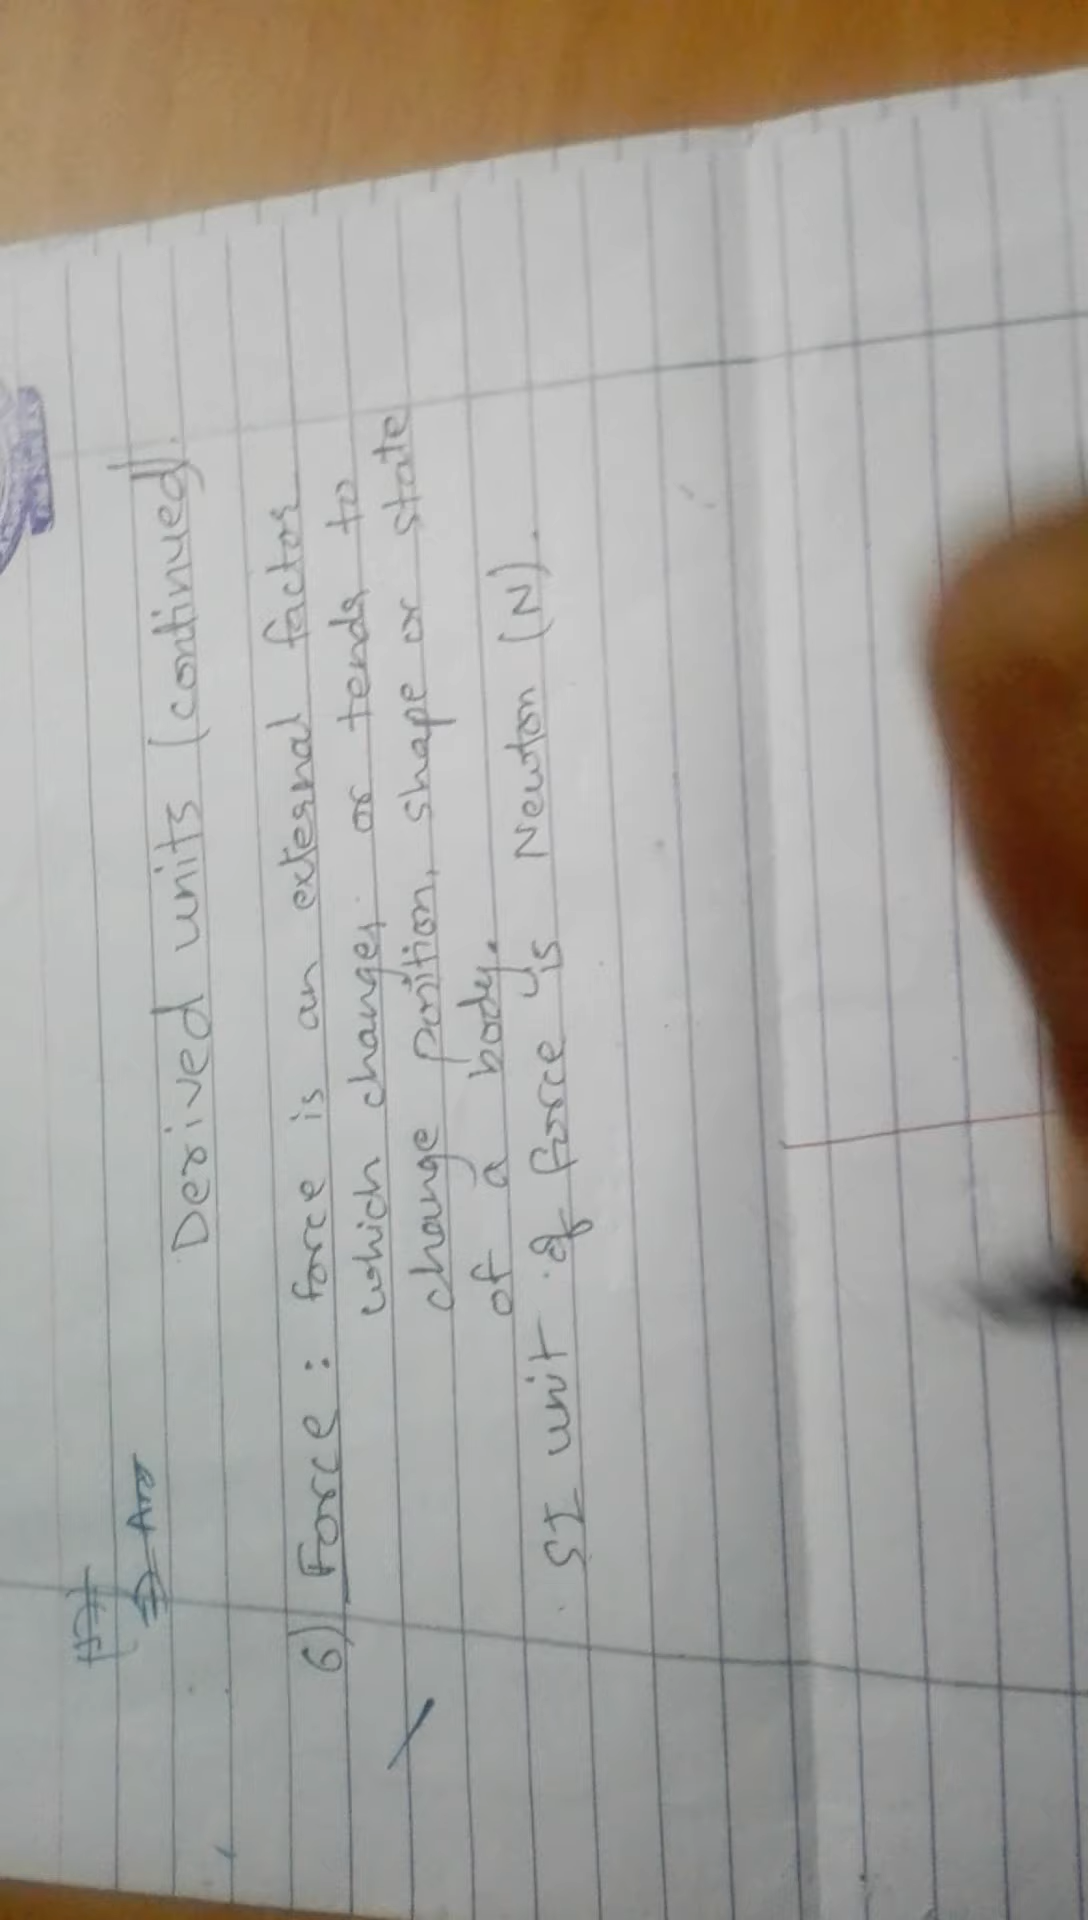 Derived units (continued).
6) Force : force is an external factor
which changes or tends to
change position, shape or state
of a body.
SI unit of force is Newton (N).